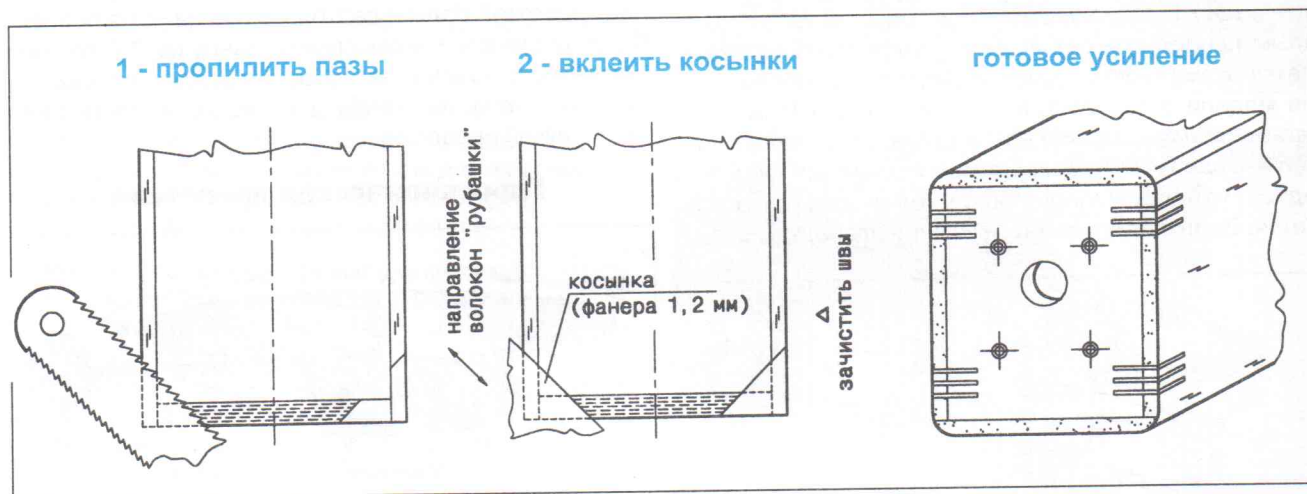 1 - пропилить пазы
2 - вклеить косынки
готовое усиление
направление
волокон "рубашки"
косынка
(фанера 1,2 мм)
зачистить швы